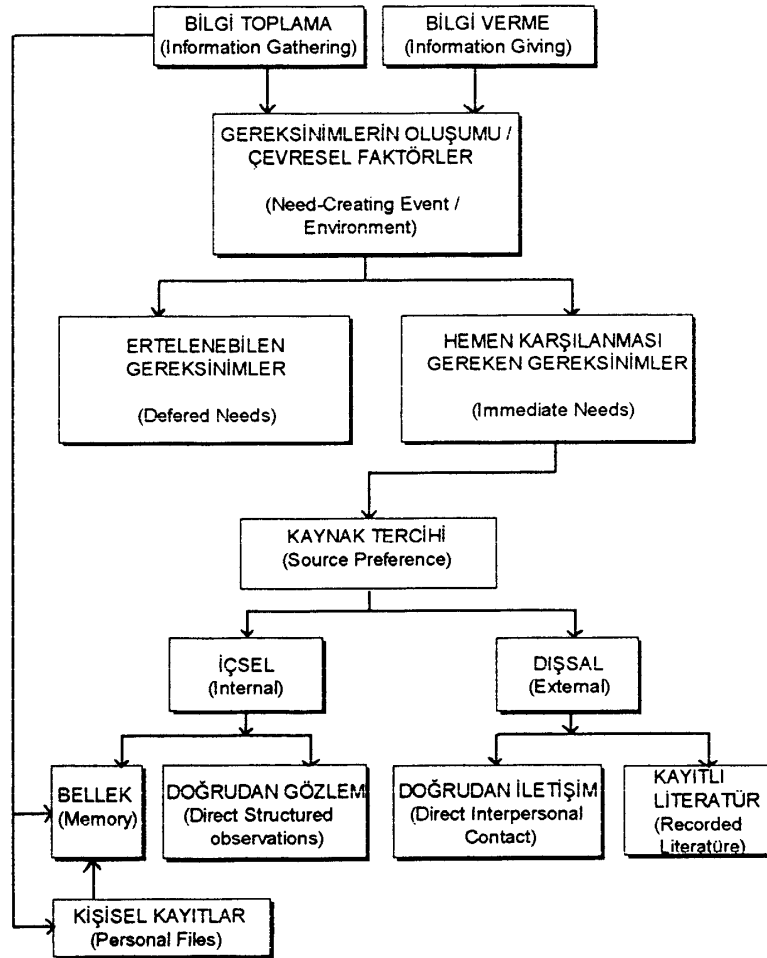 BİLGİ TOPLAMA
(Information Gathering)
BİLGİ VERME
(Information Giving)
GEREKSİNİMLERİN OLUŞUMU /
ÇEVRESEL FAKTÖRLER
(Need-Creating Event /
Environment)
ERTELENEBİLEN
GEREKSİNİMLER
(Defered Needs)
HEMEN KARŞILANMASI
GEREKEN GEREKSİNİMLER
(Immediate Needs)
KAYNAK TERCİHİ
(Source Preference)
İÇSEL
(Internal)
DIŞSAL
(External)
BELLEK
(Memory)
DOĞRUDAN GÖZLEM
(Direct Structured
observations)
DOĞRUDAN İLETİŞİM
(Direct Interpersonal
Contact)
KAYITLI
LİTERATÜR
(Recorded
Literatüre)
KİŞİSEL KAYITLAR
(Personal Files)